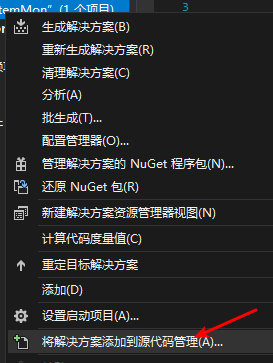 temMon" (1 个项目)
3
生成解决方案(B)
重新生成解决方案(R)
清理解决方案(C)
分析(A)
批生成(T)...
配置管理器(O)...
管理解决方案的 NuGet 程序包(N)...
还原 NuGet 包(R)
新建解决方案资源管理器视图(N)
计算代码度量值(C)
重定目标解决方案
添加(D)
设置启动项目(A)...
将解决方案添加到源代码管理(A)...